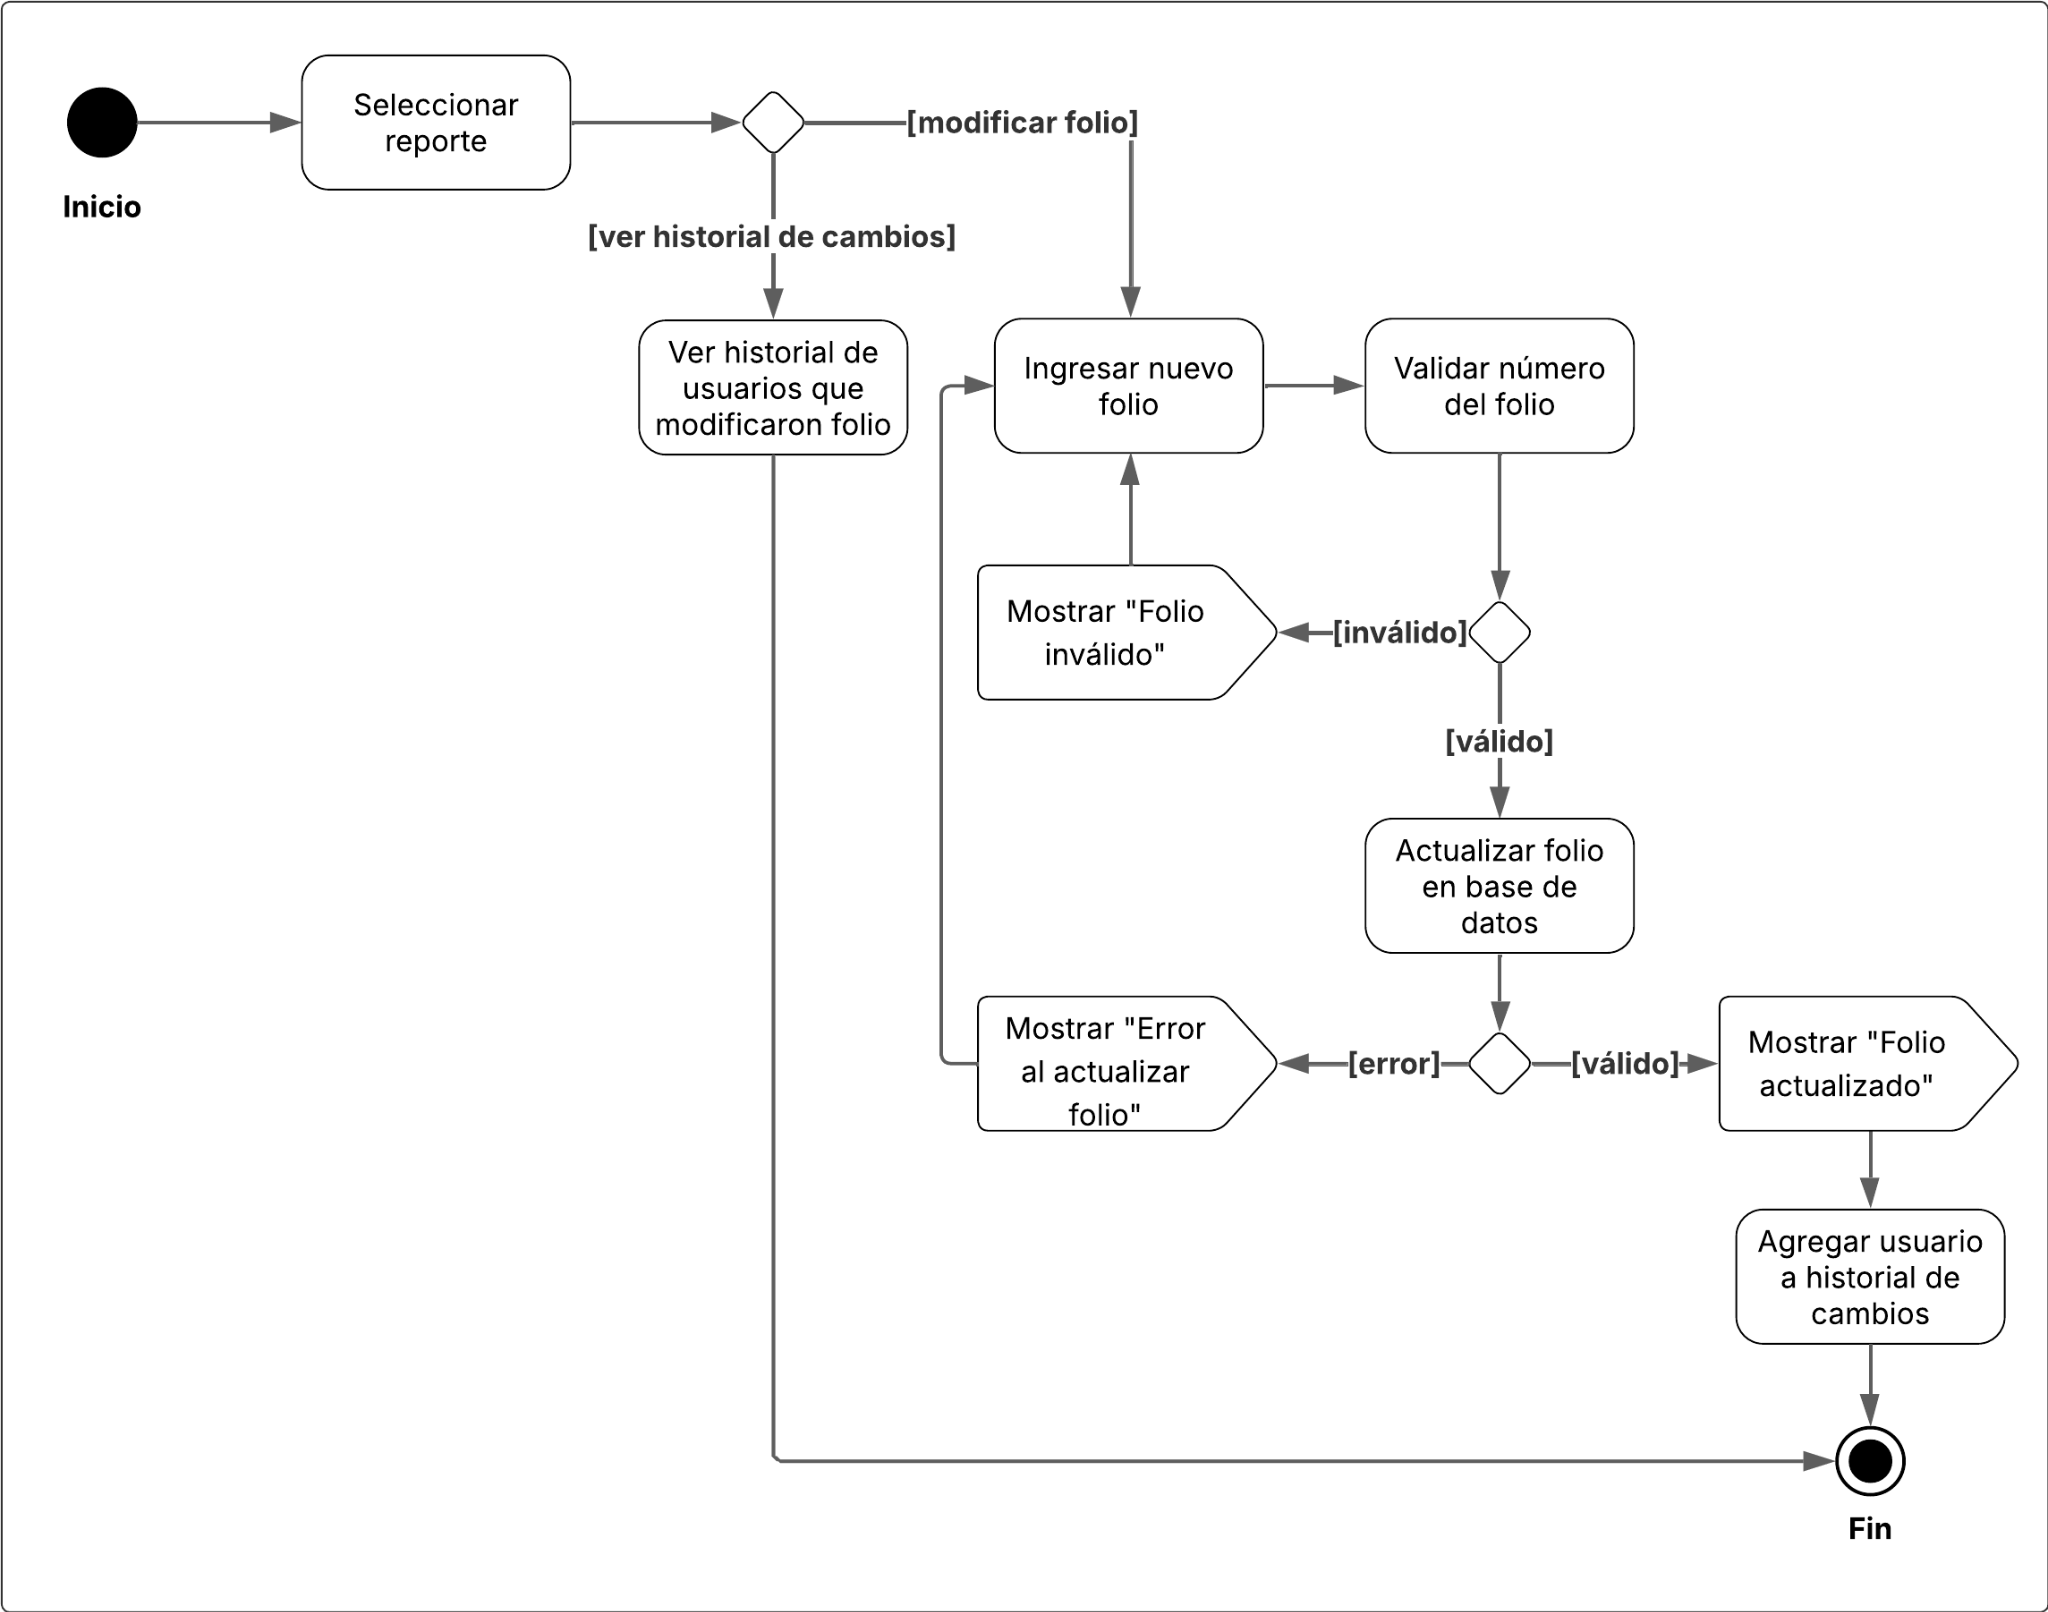 Seleccionar
reporte
[modificar folio]
Inicio
[ver historial de cambios]
Ver historial de
usuarios que
modificaron folio
Ingresar nuevo
folio
Validar número
del folio
Mostrar "Folio
inválido"
[inválido]
[válido]
Actualizar folio
en base de
datos
Mostrar "Error
al actualizar
folio"
[error]
[válido]
Mostrar "Folio
actualizado"
Agregar usuario
a historial de
cambios
Fin